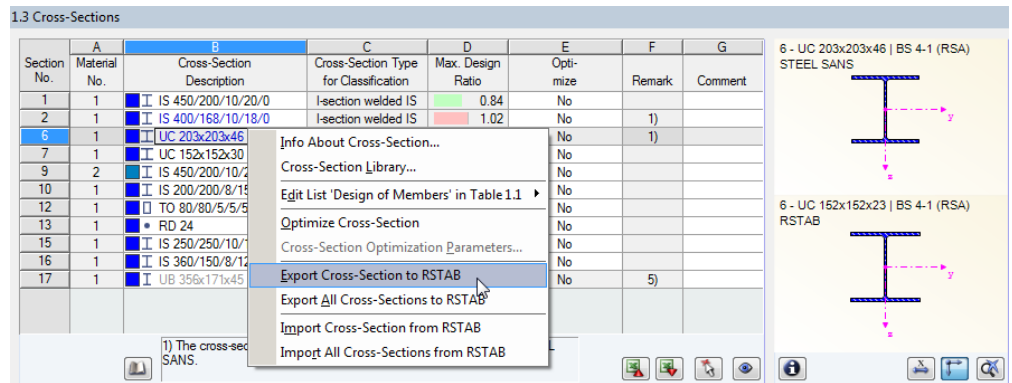 1.3 Cross-Sections
A B C D E F G
Section Material Cross-Section Cross-Section Type Max. Design Opti-
No. No. Description for Classification Ratio mize Remark Comment
1 1 IS 450/200/10/20/0 I-section welded IS 0.84 No
2 1 IS 400/168/10/18/0 I-section welded IS 1.02 No 1)
6 1 UC 203x203x46 No 1)
7 1 UC 152x152x30 No
9 2 IS 450/200/10/2 No
10 1 IS 200/200/8/15 No
12 1 TO 80/80/5/5/5 No
13 1 RD 24 No
15 1 IS 250/250/10/1 No
16 1 IS 360/150/8/12 No
17 1 UB 356x171x45 No 5)
Info About Cross-Section...
Cross-Section Library...
Edit List 'Design of Members' in Table 1.1
Optimize Cross-Section
Cross-Section Optimization Parameters...
Export Cross-Section to RSTAB
Export All Cross-Sections to RSTAB
Import Cross-Section from RSTAB
Import All Cross-Sections from RSTAB
1) The cross-sec
SANS.
6 - UC 203x203x46 | BS 4-1 (RSA)
STEEL SANS
y
z
6 - UC 152x152x23 | BS 4-1 (RSA)
RSTAB
y
z